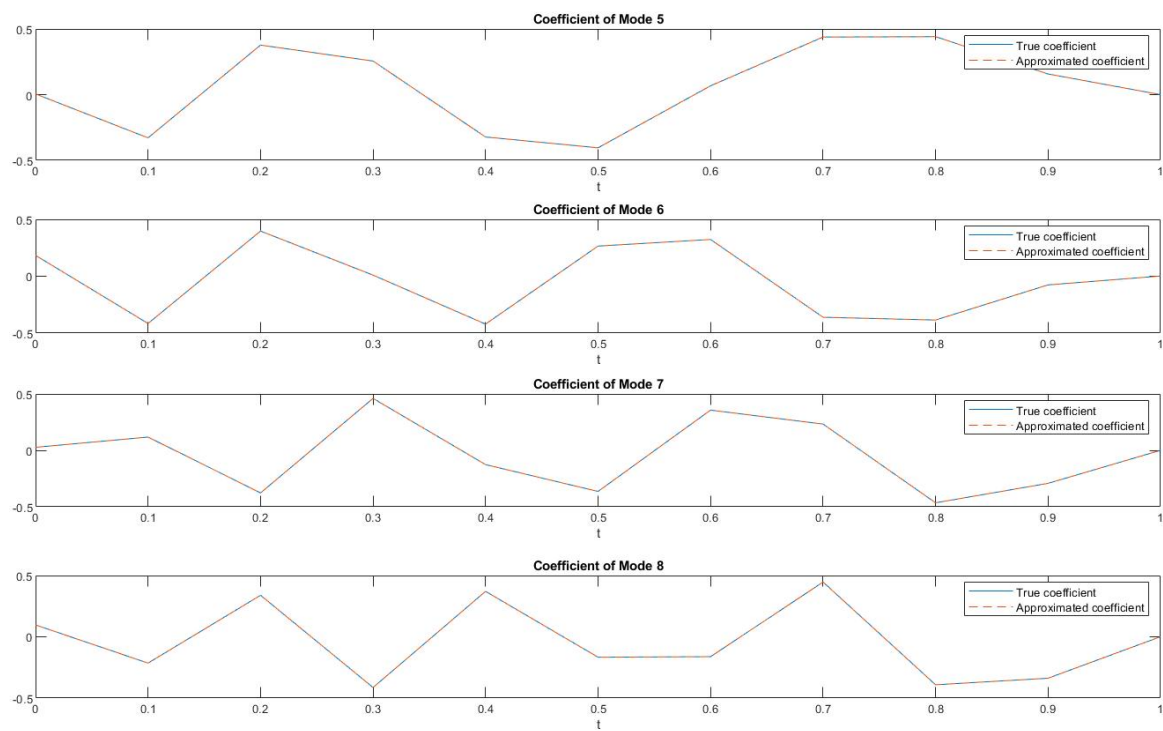 Coefficient of Mode 5
0.5
True coefficient
Approximated coefficient
0
-0.5
0 0.1 0.2 0.3 0.4 0.5 0.6 0.7 0.8 0.9 1
t
Coefficient of Mode 6
0.5
True coefficient
Approximated coefficient
0
-0.5
0 0.1 0.2 0.3 0.4 0.5 0.6 0.7 0.8 0.9 1
t
Coefficient of Mode 7
0.5
True coefficient
Approximated coefficient
0
-0.5
0 0.1 0.2 0.3 0.4 0.5 0.6 0.7 0.8 0.9 1
t
Coefficient of Mode 8
0.5
True coefficient
Approximated coefficient
0
-0.5
0 0.1 0.2 0.3 0.4 0.5 0.6 0.7 0.8 0.9 1
t